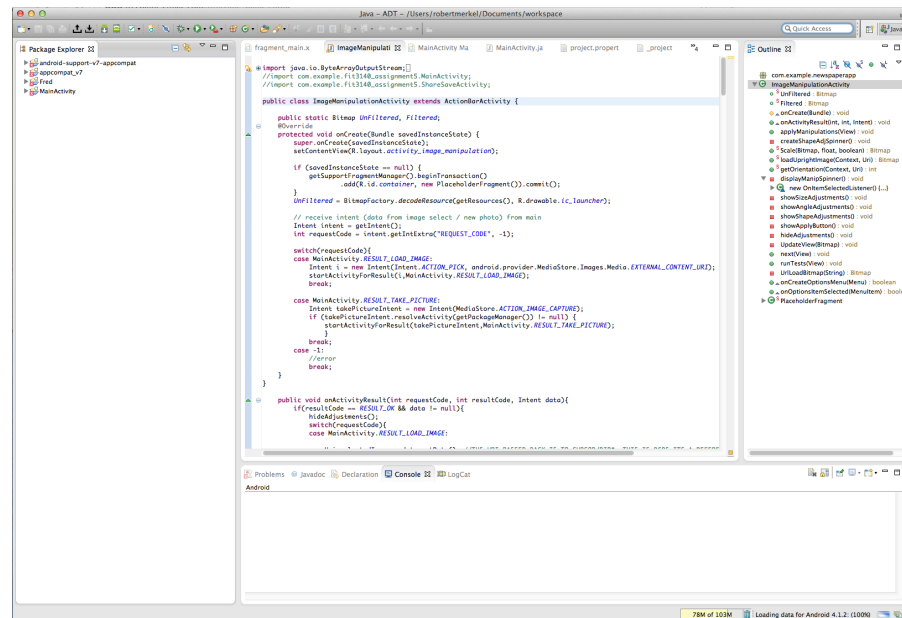 Java - ADT - /Users/robertmerkel/Documents/workspace
Quick Access
Java
Package Explorer
android-support-v7-appcompat
appcompat_v7
Fred
MainActivity
fragment_main.x
ImageManipulati
MainActivity Ma
MainActivity.ja
project.propert
_project
4
import java.io.ByteArrayOutputStream;
//import com.example.fit3140_assignment5.MainActivity;
//import com.example.fit3140_assignment5.ShareSaveActivity;
public class ImageManipulationActivity extends ActionBarActivity {
public static Bitmap UnFiltered, Filtered;
@Override
protected void onCreate(Bundle savedInstanceState) {
super.onCreate(savedInstanceState);
setContentView(R.layout.activity_image_manipulation);
if (savedInstanceState == null) {
getSupportFragmentManager().beginTransaction()
.add(R.id.container, new PlaceholderFragment()).commit();
}
UnFiltered = BitmapFactory.decodeResource(getResources(), R.drawable.ic_launcher);
// receive intent (data from image select / new photo) from main
Intent intent = getIntent();
int requestCode = intent.getIntExtra("REQUEST_CODE", -1);
switch(requestCode){
case MainActivity.RESULT_LOAD_IMAGE:
Intent i = new Intent(Intent.ACTION_PICK, android.provider.MediaStore.Images.Media.EXTERNAL_CONTENT_URI);
startActivityForResult(i,MainActivity.RESULT_LOAD_IMAGE);
break;
case MainActivity.RESULT_TAKE_PICTURE:
Intent takePictureIntent = new Intent(MediaStore.ACTION_IMAGE_CAPTURE);
if (takePictureIntent.resolveActivity(getPackageManager()) != null) {
startActivityForResult(takePictureIntent,MainActivity.RESULT_TAKE_PICTURE);
}
break;
case -1:
//error
break;
}
}
public void onActivityResult(int requestCode, int resultCode, Intent data){
if(resultCode == RESULT_OK && data != null){
hideAdjustments();
switch(requestCode){
case MainActivity.RESULT_LOAD_IMAGE:
Outline
com.example.newspaperapp
ImageManipulationActivity
S UnFiltered : Bitmap
S Filtered : Bitmap
onCreate(Bundle) : void
onActivityResult(int, int, Intent) : void
applyManipulations(View) : void
createShapeAdjSpinner() : void
S Scale(Bitmap, float, boolean) : Bitmap
S loadUprightImage(Context, Uri) : Bitmap
S getOrientation(Context, Uri) : int
displayManipSpinner() : void
new OnItemSelectedListener() {...}
showSizeAdjustments() : void
showAngleAdjustments() : void
showShapeAdjustments() : void
showApplyButton() : void
hideAdjustments() : void
UpdateView(Bitmap) : void
next(View) : void
runTests(View) : void
UriLoadBitmap(String) : Bitmap
onCreateOptionsMenu(Menu) : boolean
onOptionsItemSelected(MenuItem) : boole
S PlaceholderFragment
Problems
Javadoc
Declaration
Console
LogCat
Android
78M of 103M
Loading data for Android 4.1.2: (100%)